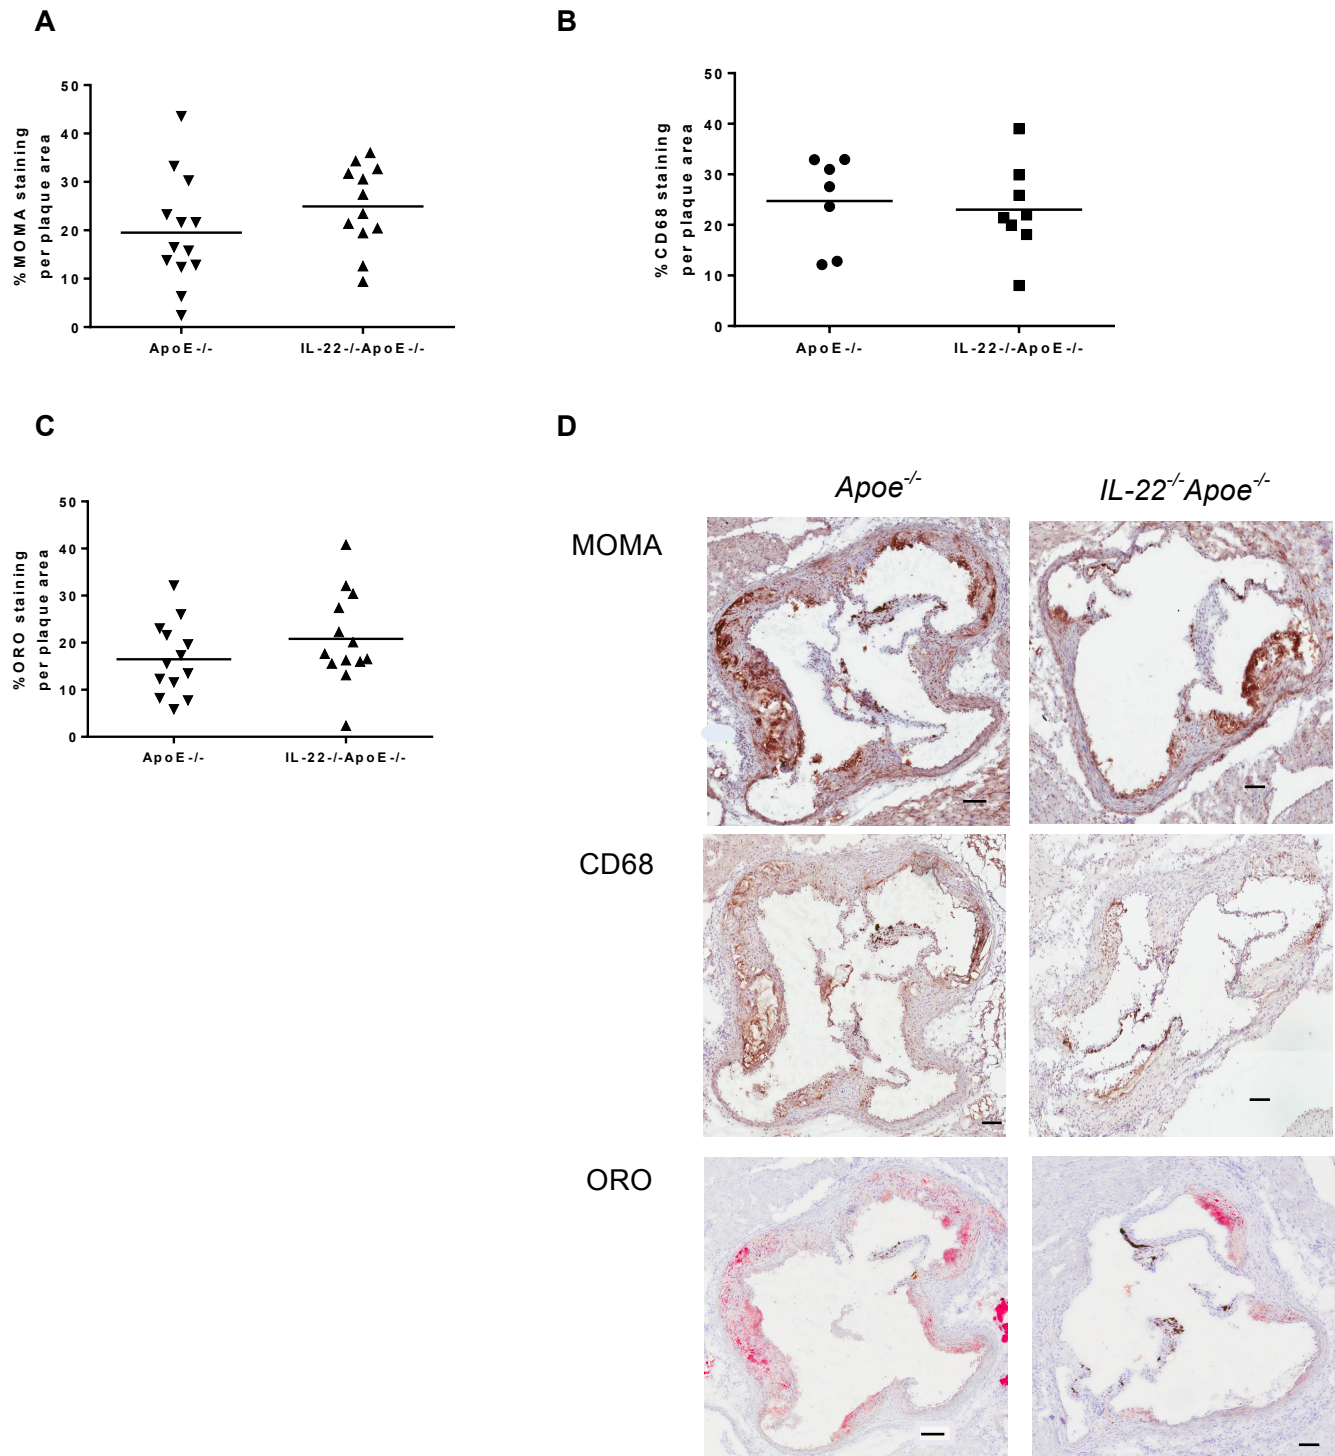 A
B
%MOMA staining
per plaque area
50
40
30
20
10
0
ApoE-/-
IL-22-/-ApoE-/-
%CD68 staining
per plaque area
50
40
30
20
10
0
ApoE-/-
IL-22-/-ApoE-/-
C
D
%ORO staining
per plaque area
50
40
30
20
10
0
ApoE-/-
IL-22-/-ApoE-/-
Apoe-/-
IL-22-/-Apoe-/-
MOMA
CD68
ORO